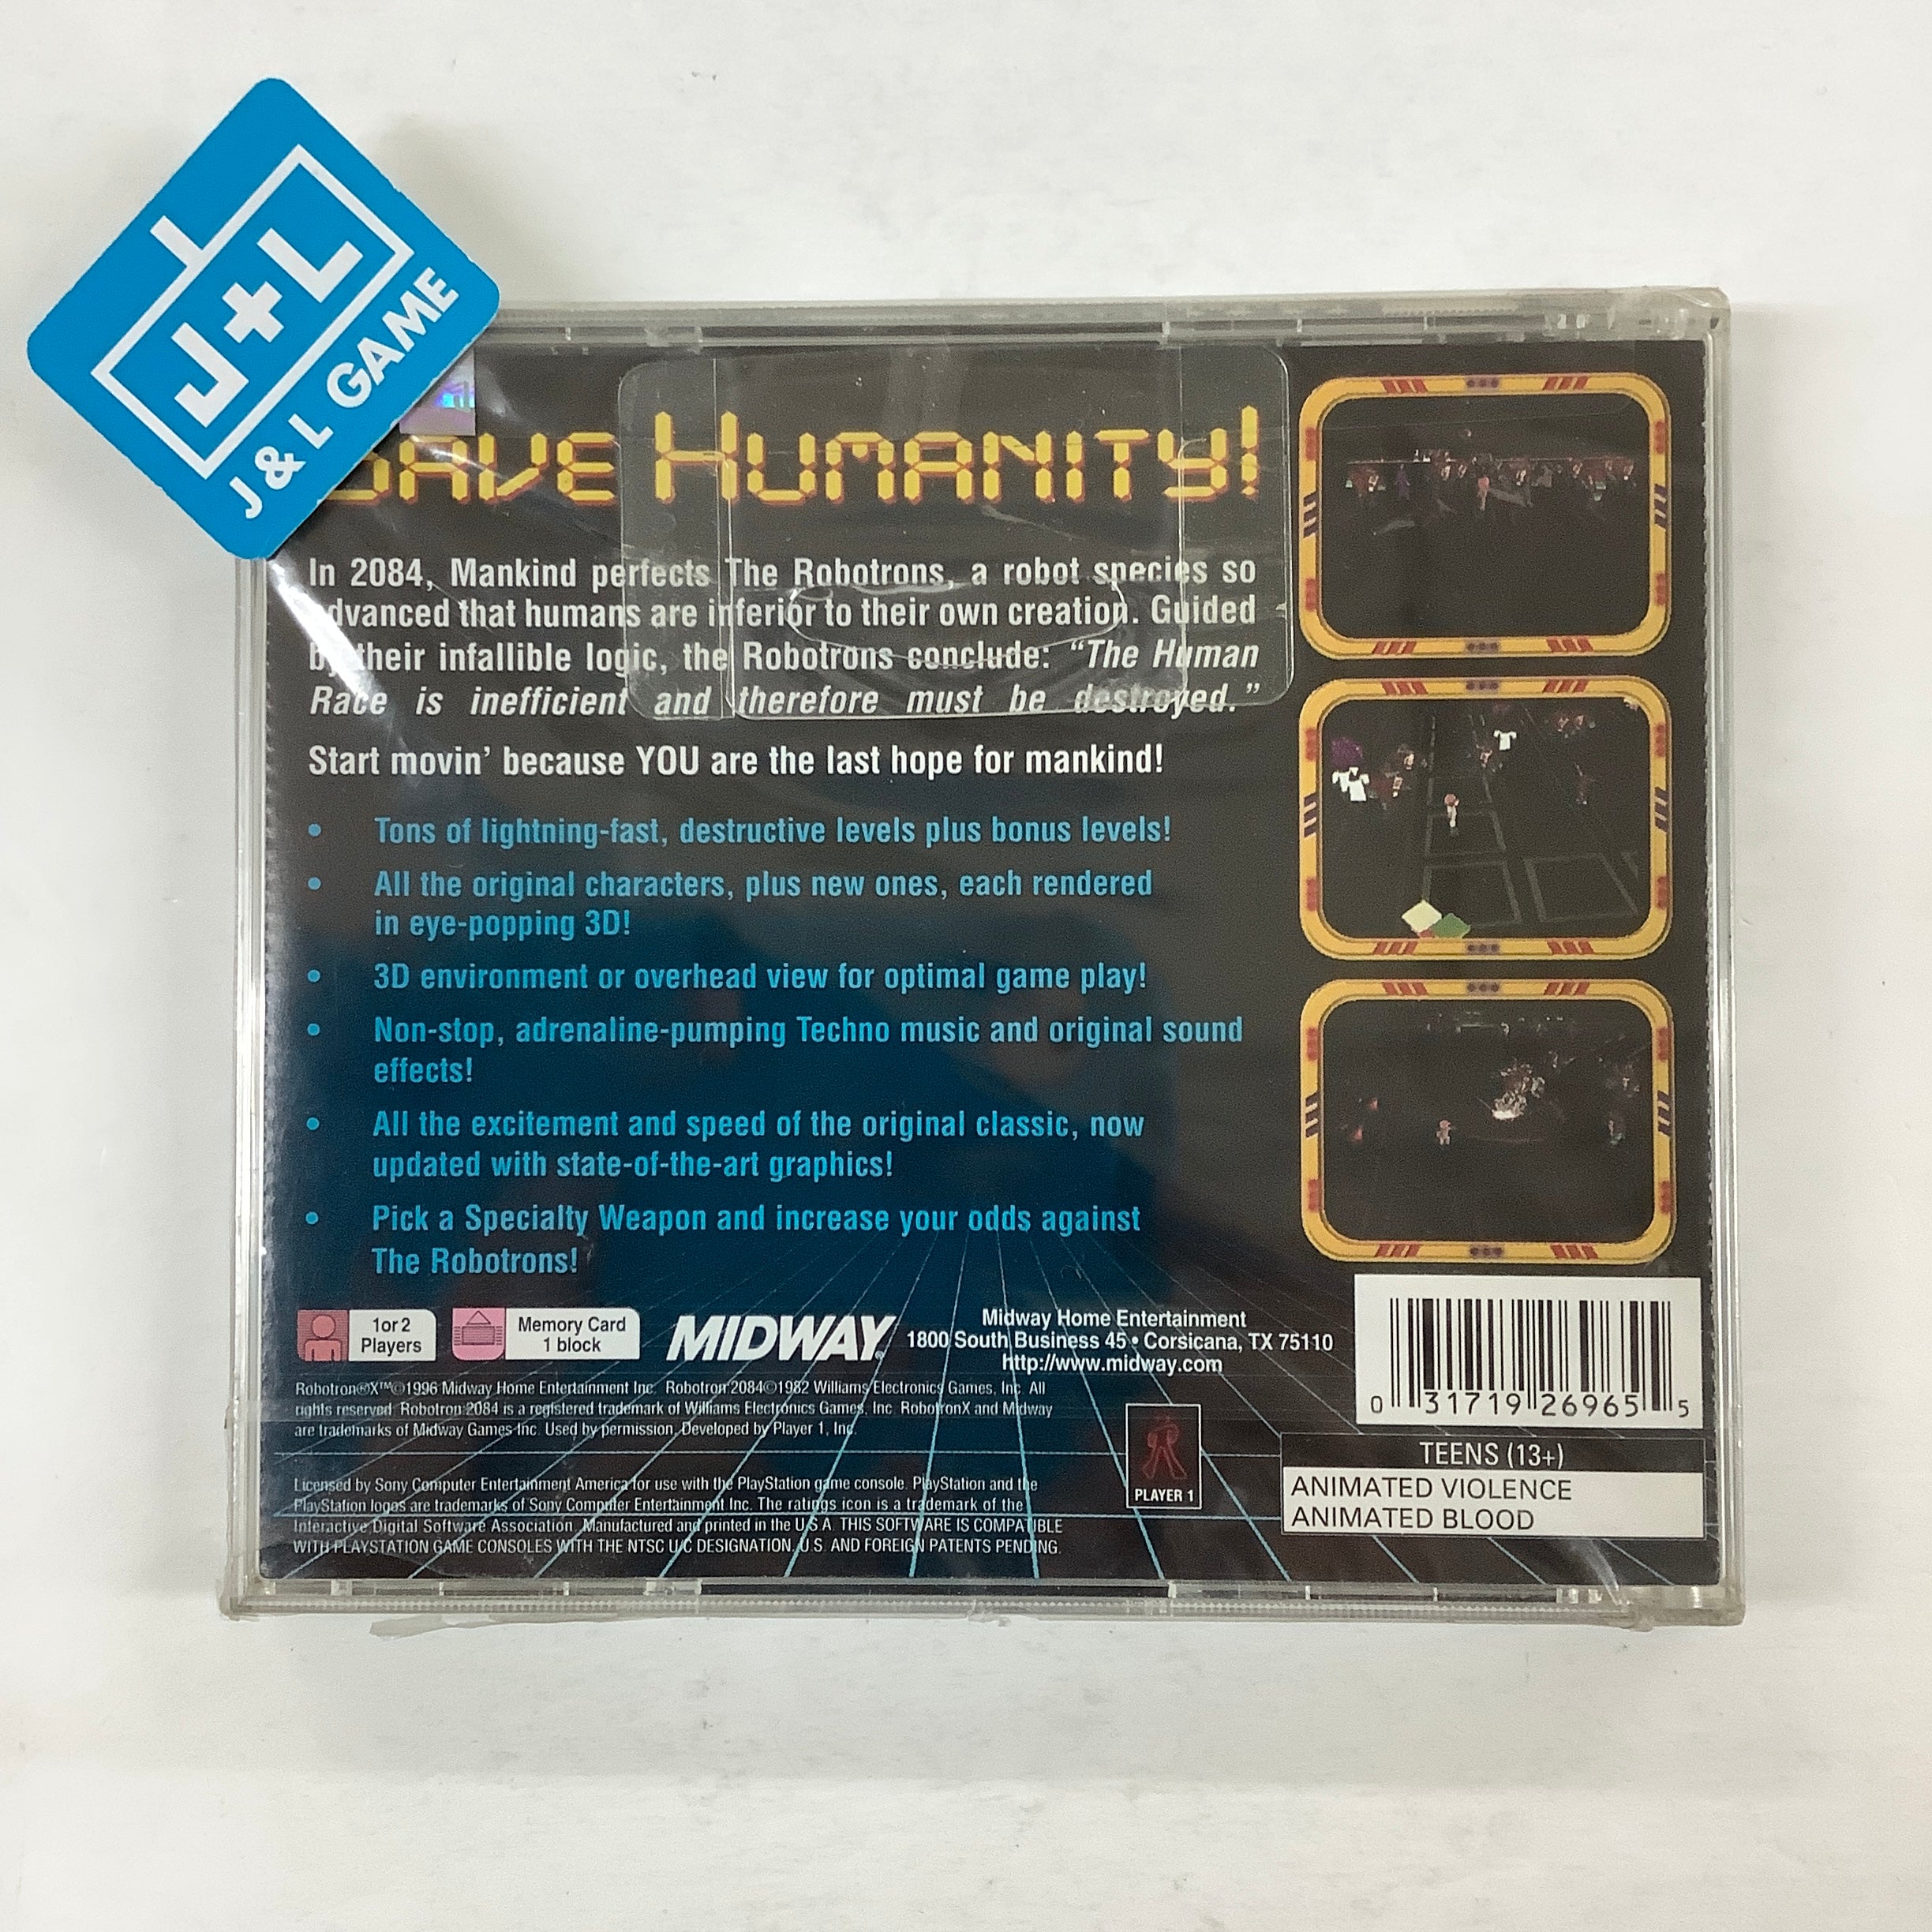 J+L
J & L GAME
SAVE HUMANITY!
In 2084, Mankind perfects The Robotrons, a robot species so
advanced that humans are inferior to their own creation. Guided
by their infallible logic, the Robotrons conclude: “The Human
Race is inefficient and therefore must be destroyed.”
Start movin’ because YOU are the last hope for mankind!
• Tons of lightning-fast, destructive levels plus bonus levels!
• All the original characters, plus new ones, each rendered
in eye-popping 3D!
• 3D environment or overhead view for optimal game play!
• Non-stop, adrenaline-pumping Techno music and original sound
effects!
• All the excitement and speed of the original classic, now
updated with state-of-the-art graphics!
• Pick a Specialty Weapon and increase your odds against
The Robotrons!
1or 2
Players
Memory Card
1 block
MIDWAY®
Midway Home Entertainment
1800 South Business 45 • Corsicana, TX 75110
http://www.midway.com
Robotron®X™©1996 Midway Home Entertainment Inc. Robotron:2084©1982 Williams Electronics Games, Inc. All
rights reserved. Robotron:2084 is a registered trademark of Williams Electronics Games, Inc. RobotronX and Midway
are trademarks of Midway Games Inc. Used by permission. Developed by Player 1, Inc.
Licensed by Sony Computer Entertainment America for use with the PlayStation game console. PlayStation and the
PlayStation logos are trademarks of Sony Computer Entertainment Inc. The ratings icon is a trademark of the
Interactive Digital Software Association. Manufactured and printed in the U.S.A. THIS SOFTWARE IS COMPATIBLE
WITH PLAYSTATION GAME CONSOLES WITH THE NTSC U/C DESIGNATION. U.S. AND FOREIGN PATENTS PENDING.
PLAYER 1
0 31719 26965 5
TEENS (13+)
ANIMATED VIOLENCE
ANIMATED BLOOD